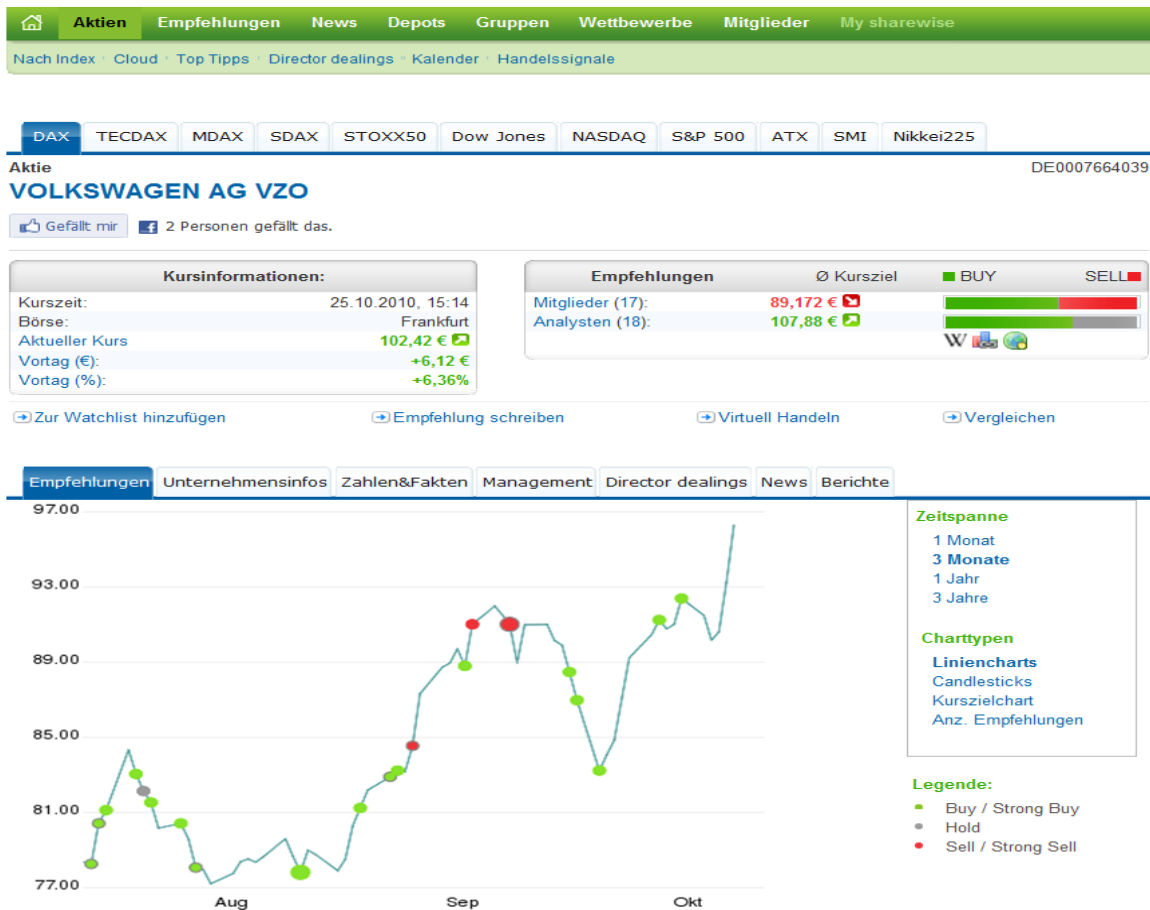 Aktien Empfehlungen News Depots Gruppen Wettbewerbe Mitglieder My sharewise
Nach Index Cloud Top Tipps Director dealings Kalender Handelssignale
DAX TECDAX MDAX SDAX STOXX50 Dow Jones NASDAQ S&P 500 ATX SMI Nikkei225
Aktie DE0007664039
VOLKSWAGEN AG VZO
Gefällt mir 2 Personen gefällt das.
Kursinformationen:
Kurszeit: 25.10.2010, 15:14
Börse: Frankfurt
Aktueller Kurs 102,42 €
Vortag (€): +6,12 €
Vortag (%): +6,36%
Empfehlungen Ø Kursziel BUY SELL
Mitglieder (17): 89,172 €
Analysten (18): 107,88 €
W
Zur Watchlist hinzufügen Empfehlung schreiben Virtuell Handeln Vergleichen
Empfehlungen Unternehmensinfos Zahlen&Fakten Management Director dealings News Berichte
97.00
93.00
89.00
85.00
81.00
77.00
Aug Sep Okt
Zeitspanne
1 Monat
3 Monate
1 Jahr
3 Jahre
Charttypen
Liniencharts
Candlesticks
Kurszielchart
Anz. Empfehlungen
Legende:
Buy / Strong Buy
Hold
Sell / Strong Sell